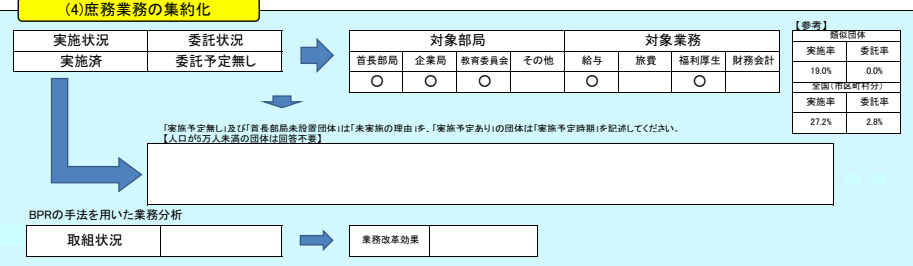 (4)庶務業務の集約化
【参考】
実施状況 委託状況 対象部局 対象業務 類似団体
実施済 委託予定無し 首長部局 企業局 教育委員会 その他 給与 旅費 福利厚生 財務会計 実施率 委託率
○ ○ ○ ○ ○ 19.0% 0.0%
全国(市区町村分)
実施率 委託率
27.2% 2.8%
「実施予定無し」及び「首長部局未設置団体」は「未実施の理由」を、「実施予定あり」の団体は「実施予定時期」を記述してください。
【人口が5万人未満の団体は回答不要】
BPRの手法を用いた業務分析
取組状況 業務改革効果